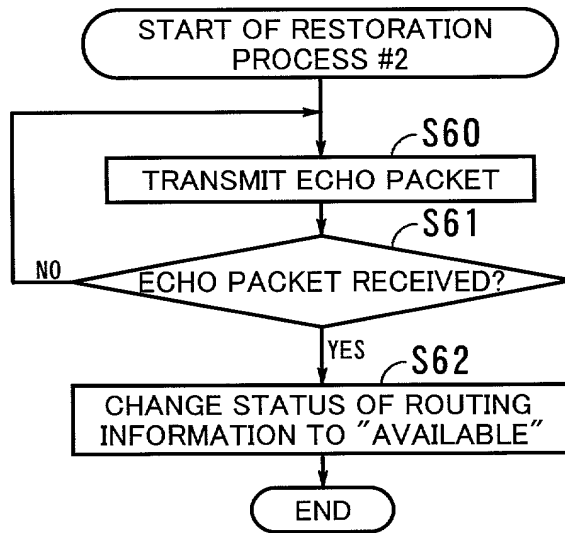 START OF RESTORATION
PROCESS #2
S60
TRANSMIT ECHO PACKET
S61
NO
ECHO PACKET RECEIVED?
YES
S62
CHANGE STATUS OF ROUTING
INFORMATION TO "AVAILABLE"
END